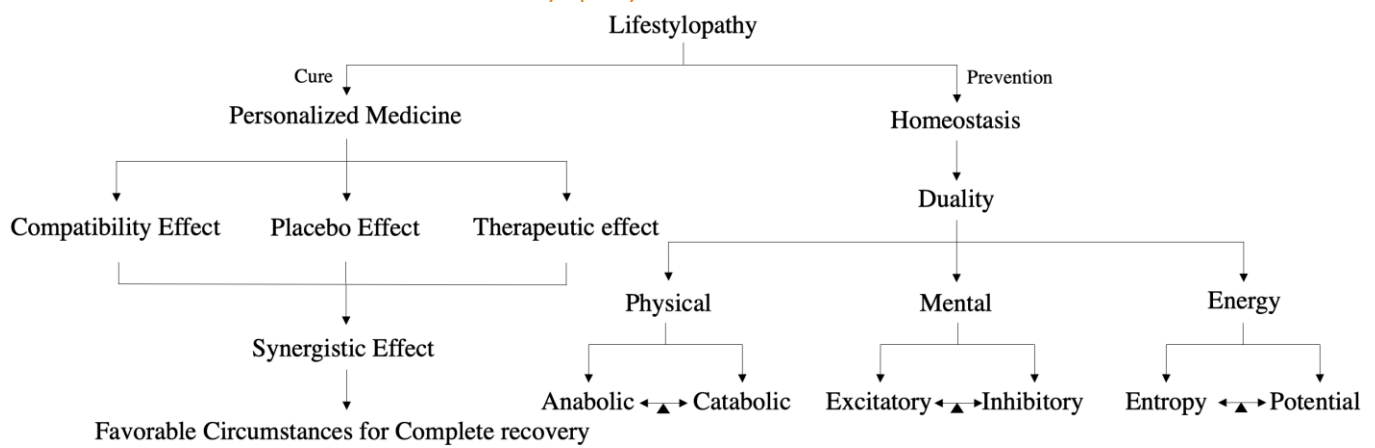 Lifestylopathy
Cure
Prevention
Personalized Medicine
Homeostasis
Duality
Compatibility Effect
Placebo Effect
Therapeutic effect
Physical
Mental
Energy
Synergistic Effect
Anabolic
Catabolic
Excitatory
Inhibitory
Entropy
Potential
Favorable Circumstances for Complete recovery